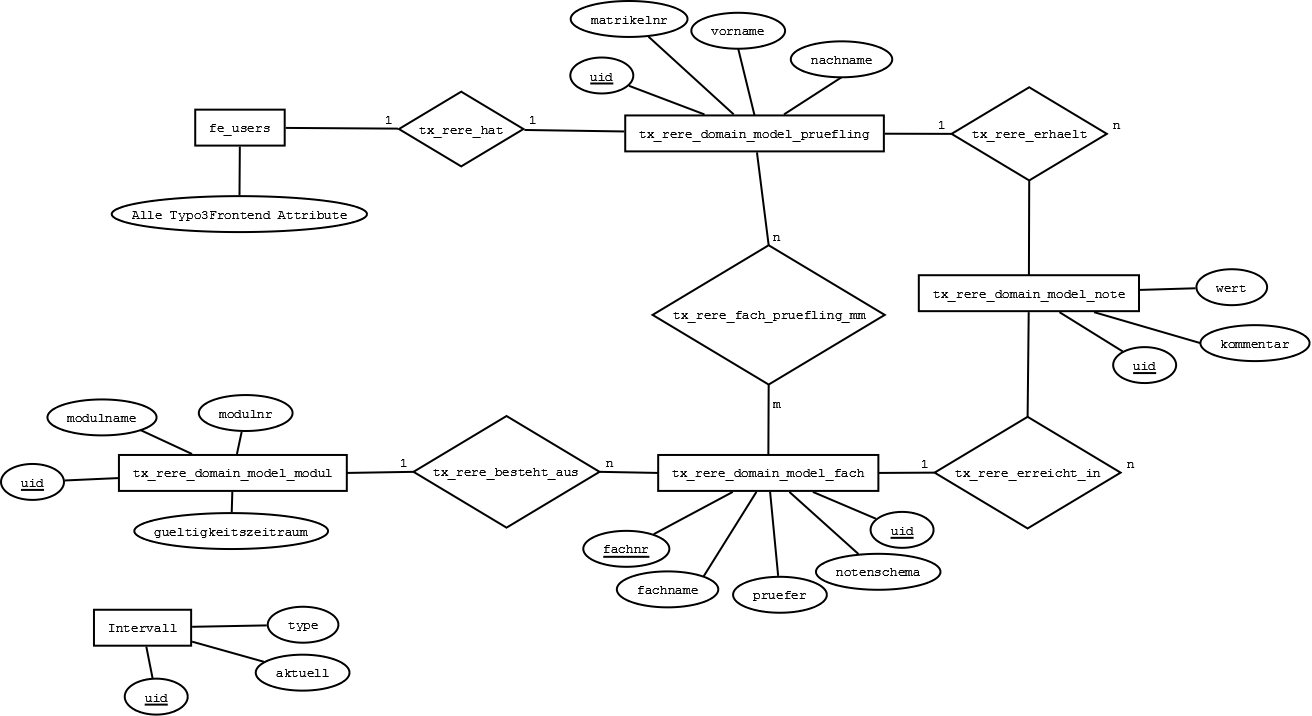 matrikelnr
vorname
nachname
uid
fe_users
1
tx_rere_hat
1
tx_rere_domain_model_pruefling
1
tx_rere_erhaelt
n
Alle Typo3Frontend Attribute
n
tx_rere_fach_pruefling_mm
m
tx_rere_domain_model_note
wert
kommentar
uid
modulname
modulnr
uid
tx_rere_domain_model_modul
1
tx_rere_besteht_aus
n
tx_rere_domain_model_fach
1
tx_rere_erreicht_in
n
gueltigkeitszeitraum
fachnr
fachname
pruefer
notenschema
uid
Intervall
type
aktuell
uid